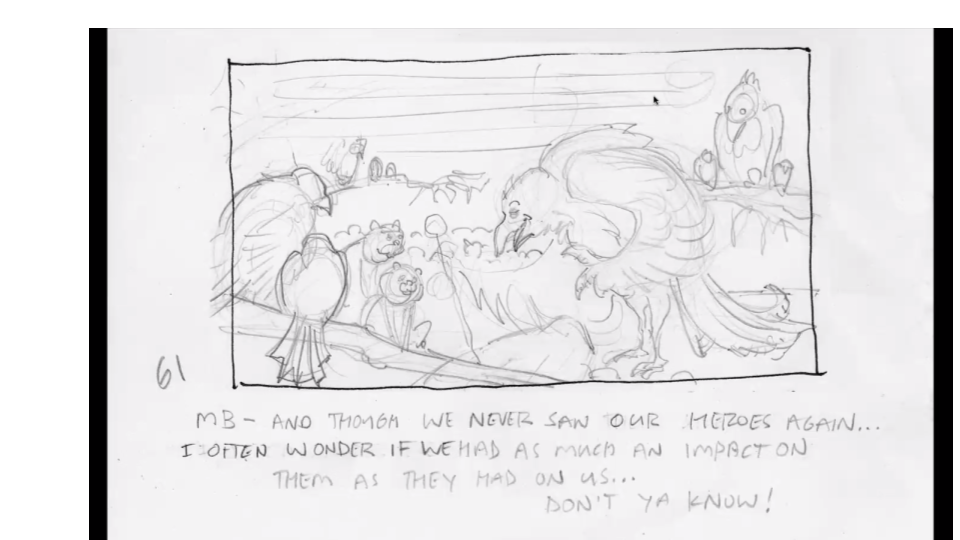 61
MB - AND THOUGH WE NEVER SAW OUR HEROES AGAIN...
I OFTEN WONDER IF WE HAD AS MUCH AN IMPACT ON
THEM AS THEY HAD ON US...
DON'T YA KNOW!